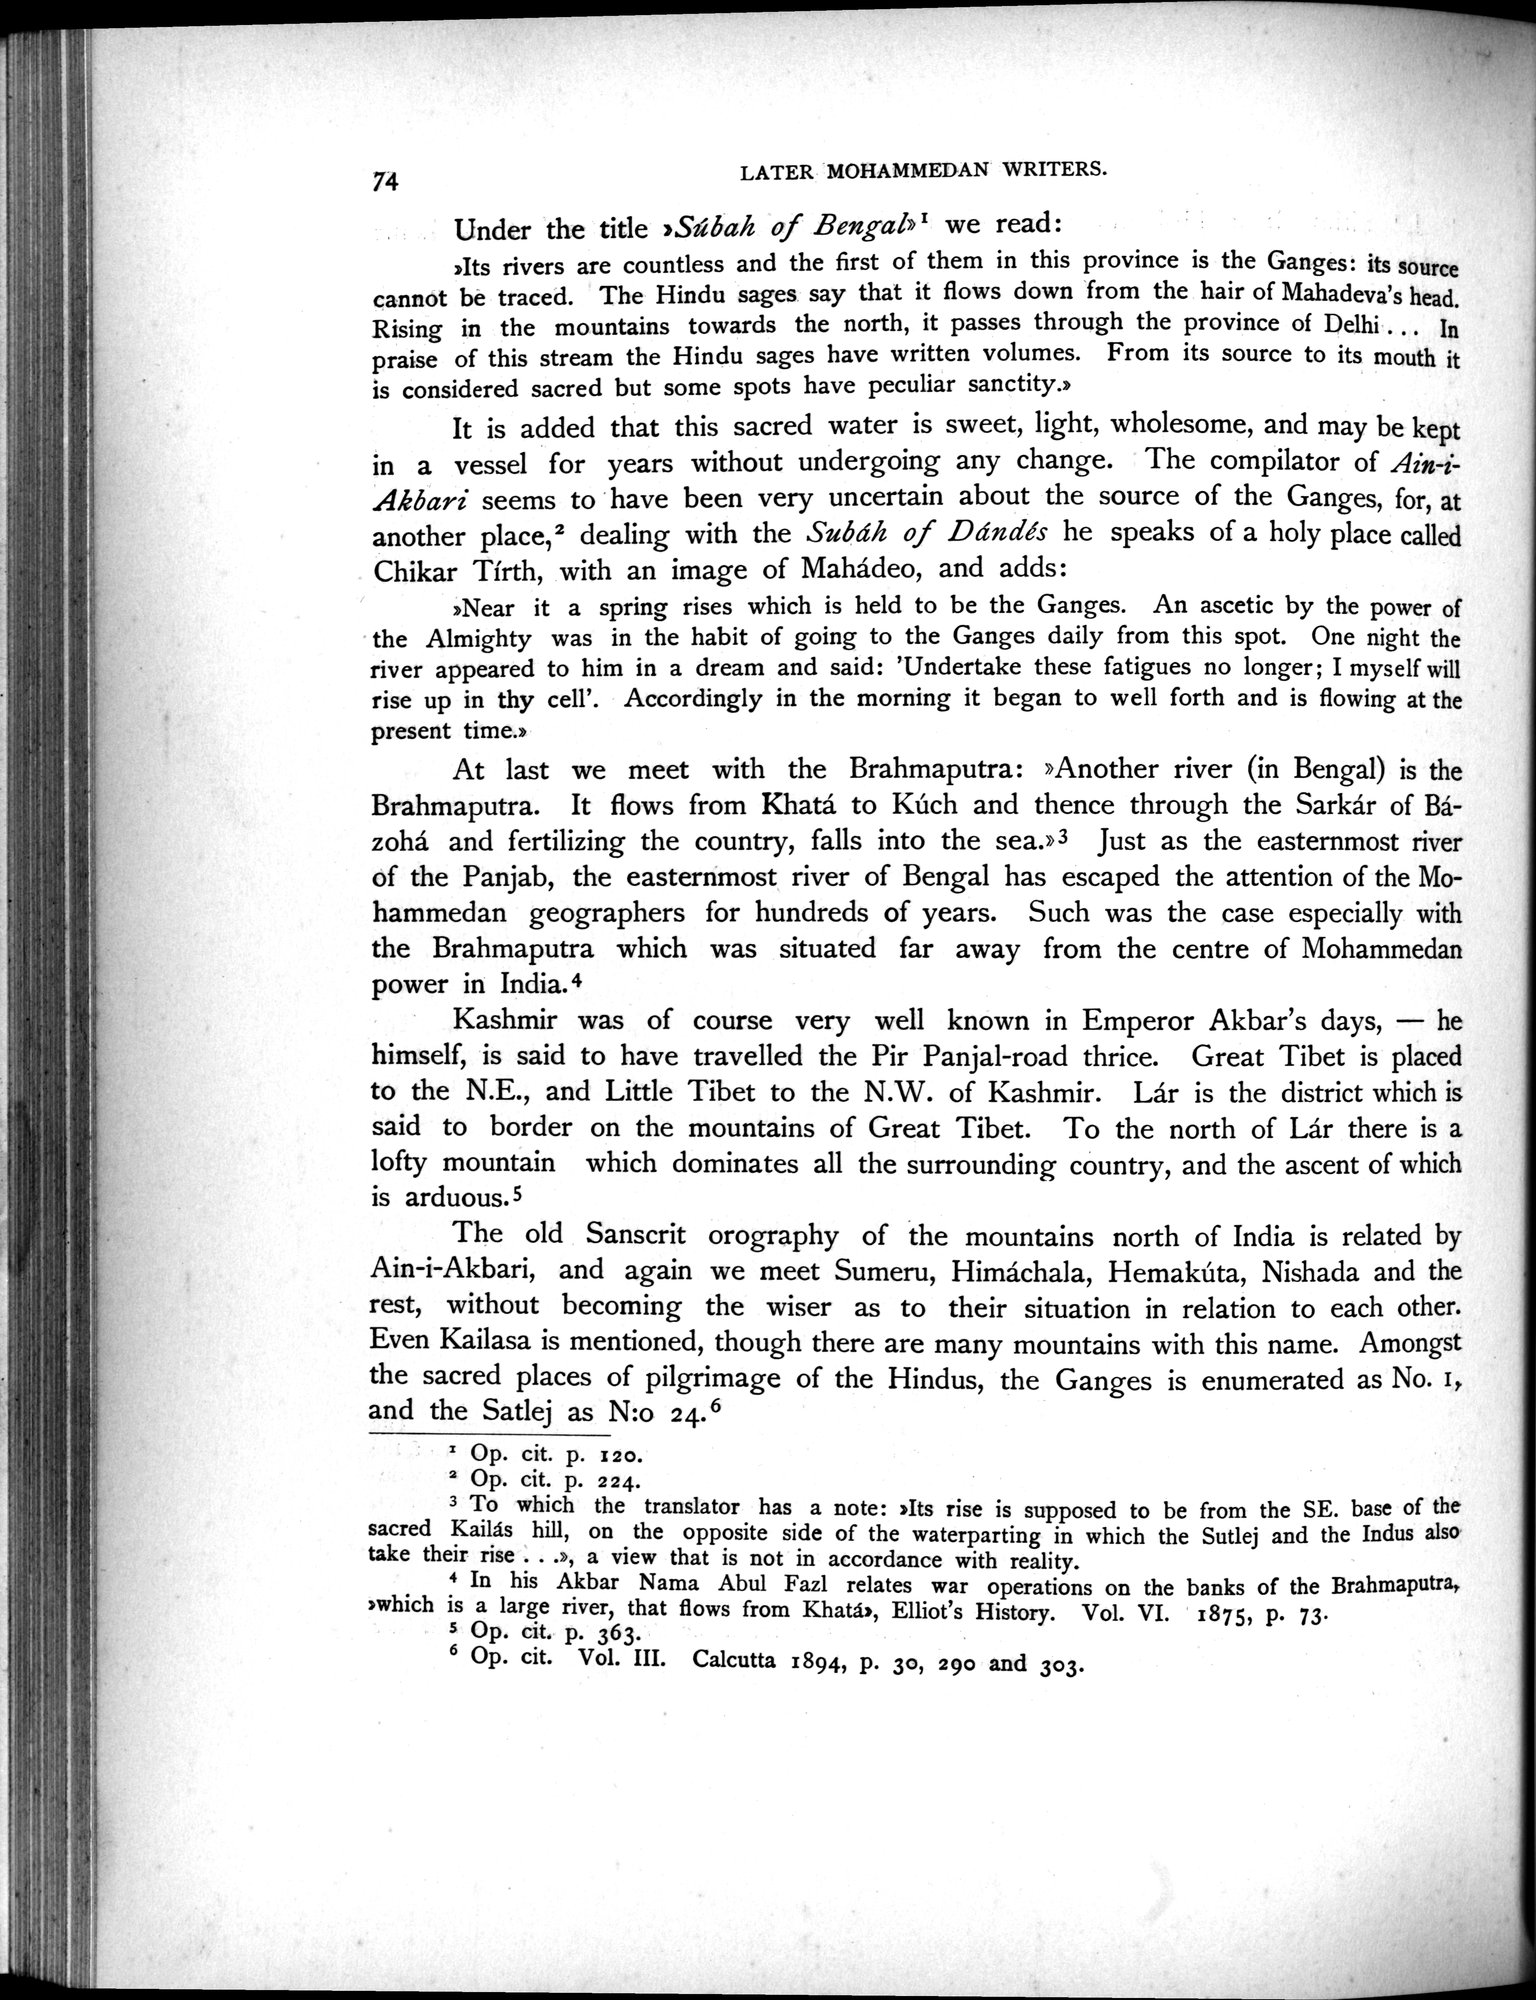 74
LATER MOHAMMEDAN WRITERS.
Under the title »Súbah of Bengal»¹ we read:
»Its rivers are countless and the first of them in this province is the Ganges: its source
cannot be traced. The Hindu sages say that it flows down from the hair of Mahadeva's head.
Rising in the mountains towards the north, it passes through the province of Delhi... In
praise of this stream the Hindu sages have written volumes. From its source to its mouth it
is considered sacred but some spots have peculiar sanctity.»
It is added that this sacred water is sweet, light, wholesome, and may be kept
in a vessel for years without undergoing any change. The compilator of Ain-i-
Akbari seems to have been very uncertain about the source of the Ganges, for, at
another place,² dealing with the Subáh of Dándés he speaks of a holy place called
Chikar Tírth, with an image of Mahádeo, and adds:
»Near it a spring rises which is held to be the Ganges. An ascetic by the power of
the Almighty was in the habit of going to the Ganges daily from this spot. One night the
river appeared to him in a dream and said: 'Undertake these fatigues no longer; I myself will
rise up in thy cell'. Accordingly in the morning it began to well forth and is flowing at the
present time.»
At last we meet with the Brahmaputra: »Another river (in Bengal) is the
Brahmaputra. It flows from Khatá to Kúch and thence through the Sarkár of Bá-
zohá and fertilizing the country, falls into the sea.»³ Just as the easternmost river
of the Panjab, the easternmost river of Bengal has escaped the attention of the Mo-
hammedan geographers for hundreds of years. Such was the case especially with
the Brahmaputra which was situated far away from the centre of Mohammedan
power in India.⁴
Kashmir was of course very well known in Emperor Akbar's days, — he
himself, is said to have travelled the Pir Panjal-road thrice. Great Tibet is placed
to the N.E., and Little Tibet to the N.W. of Kashmir. Lár is the district which is
said to border on the mountains of Great Tibet. To the north of Lár there is a
lofty mountain which dominates all the surrounding country, and the ascent of which
is arduous.⁵
The old Sanscrit orography of the mountains north of India is related by
Ain-i-Akbari, and again we meet Sumeru, Himáchala, Hemakúta, Nishada and the
rest, without becoming the wiser as to their situation in relation to each other.
Even Kailasa is mentioned, though there are many mountains with this name. Amongst
the sacred places of pilgrimage of the Hindus, the Ganges is enumerated as No. 1,
and the Satlej as N:o 24.⁶
¹ Op. cit. p. 120.
² Op. cit. p. 224.
³ To which the translator has a note: »Its rise is supposed to be from the SE. base of the
sacred Kailás hill, on the opposite side of the waterparting in which the Sutlej and the Indus also
take their rise . . .», a view that is not in accordance with reality.
⁴ In his Akbar Nama Abul Fazl relates war operations on the banks of the Brahmaputra,
»which is a large river, that flows from Khatá», Elliot's History. Vol. VI. 1875, p. 73.
⁵ Op. cit. p. 363.
⁶ Op. cit. Vol. III. Calcutta 1894, p. 30, 290 and 303.